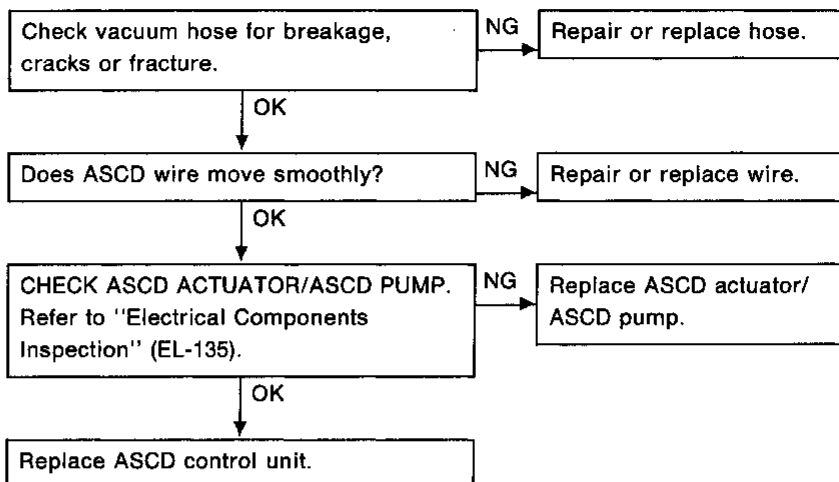 Check vacuum hose for breakage,
cracks or fracture.
NG
Repair or replace hose.
OK
Does ASCD wire move smoothly?
NG
Repair or replace wire.
OK
CHECK ASCD ACTUATOR/ASCD PUMP.
Refer to "Electrical Components
Inspection" (EL-135).
NG
Replace ASCD actuator/
ASCD pump.
OK
Replace ASCD control unit.